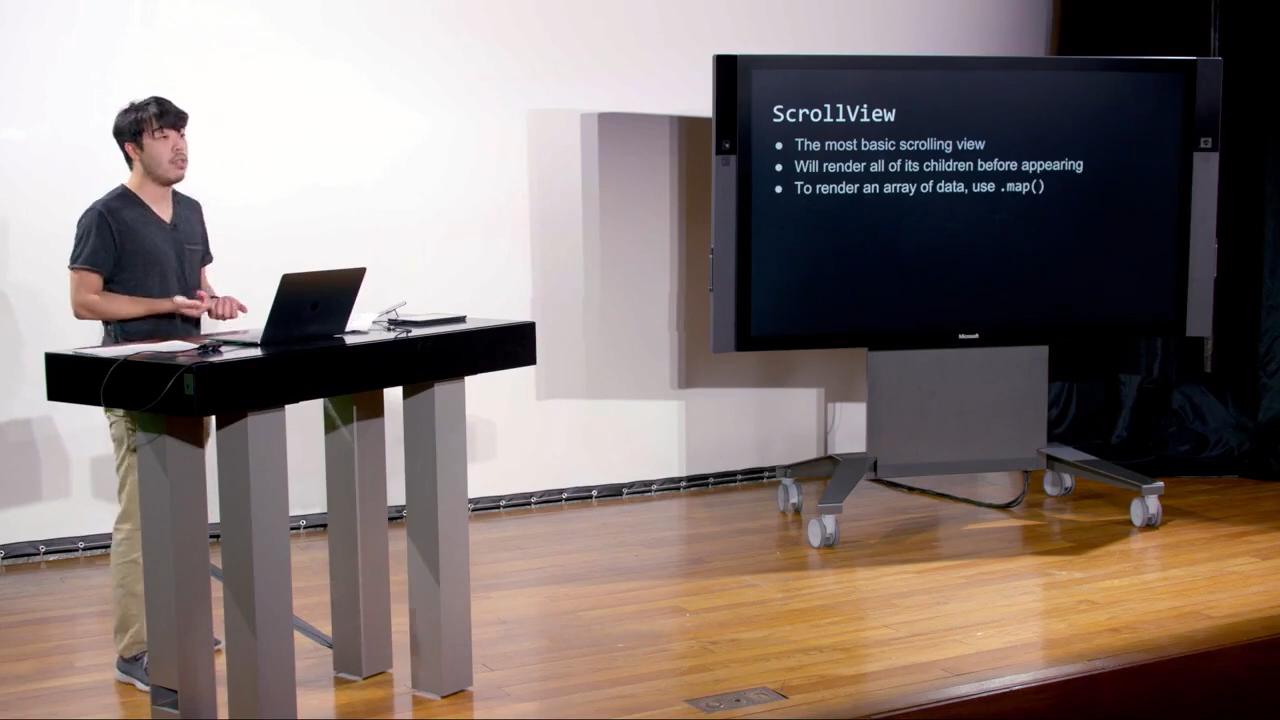 ScrollView
● The most basic scrolling view
● Will render all of its children before appearing
● To render an array of data, use .map()
Microsoft